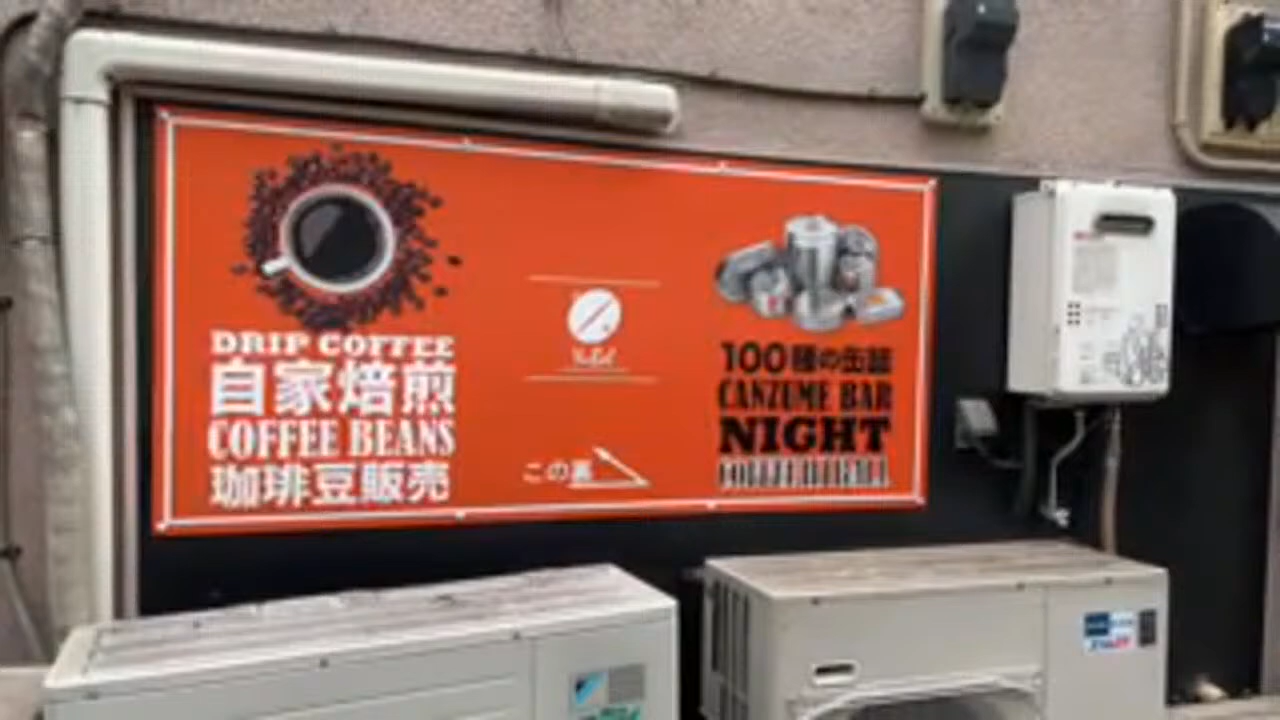 DRIP COFFEE
自家焙煎
COFFEE BEANS
珈琲豆販売
この裏
100種の缶詰
CANZUME BAR
NIGHT